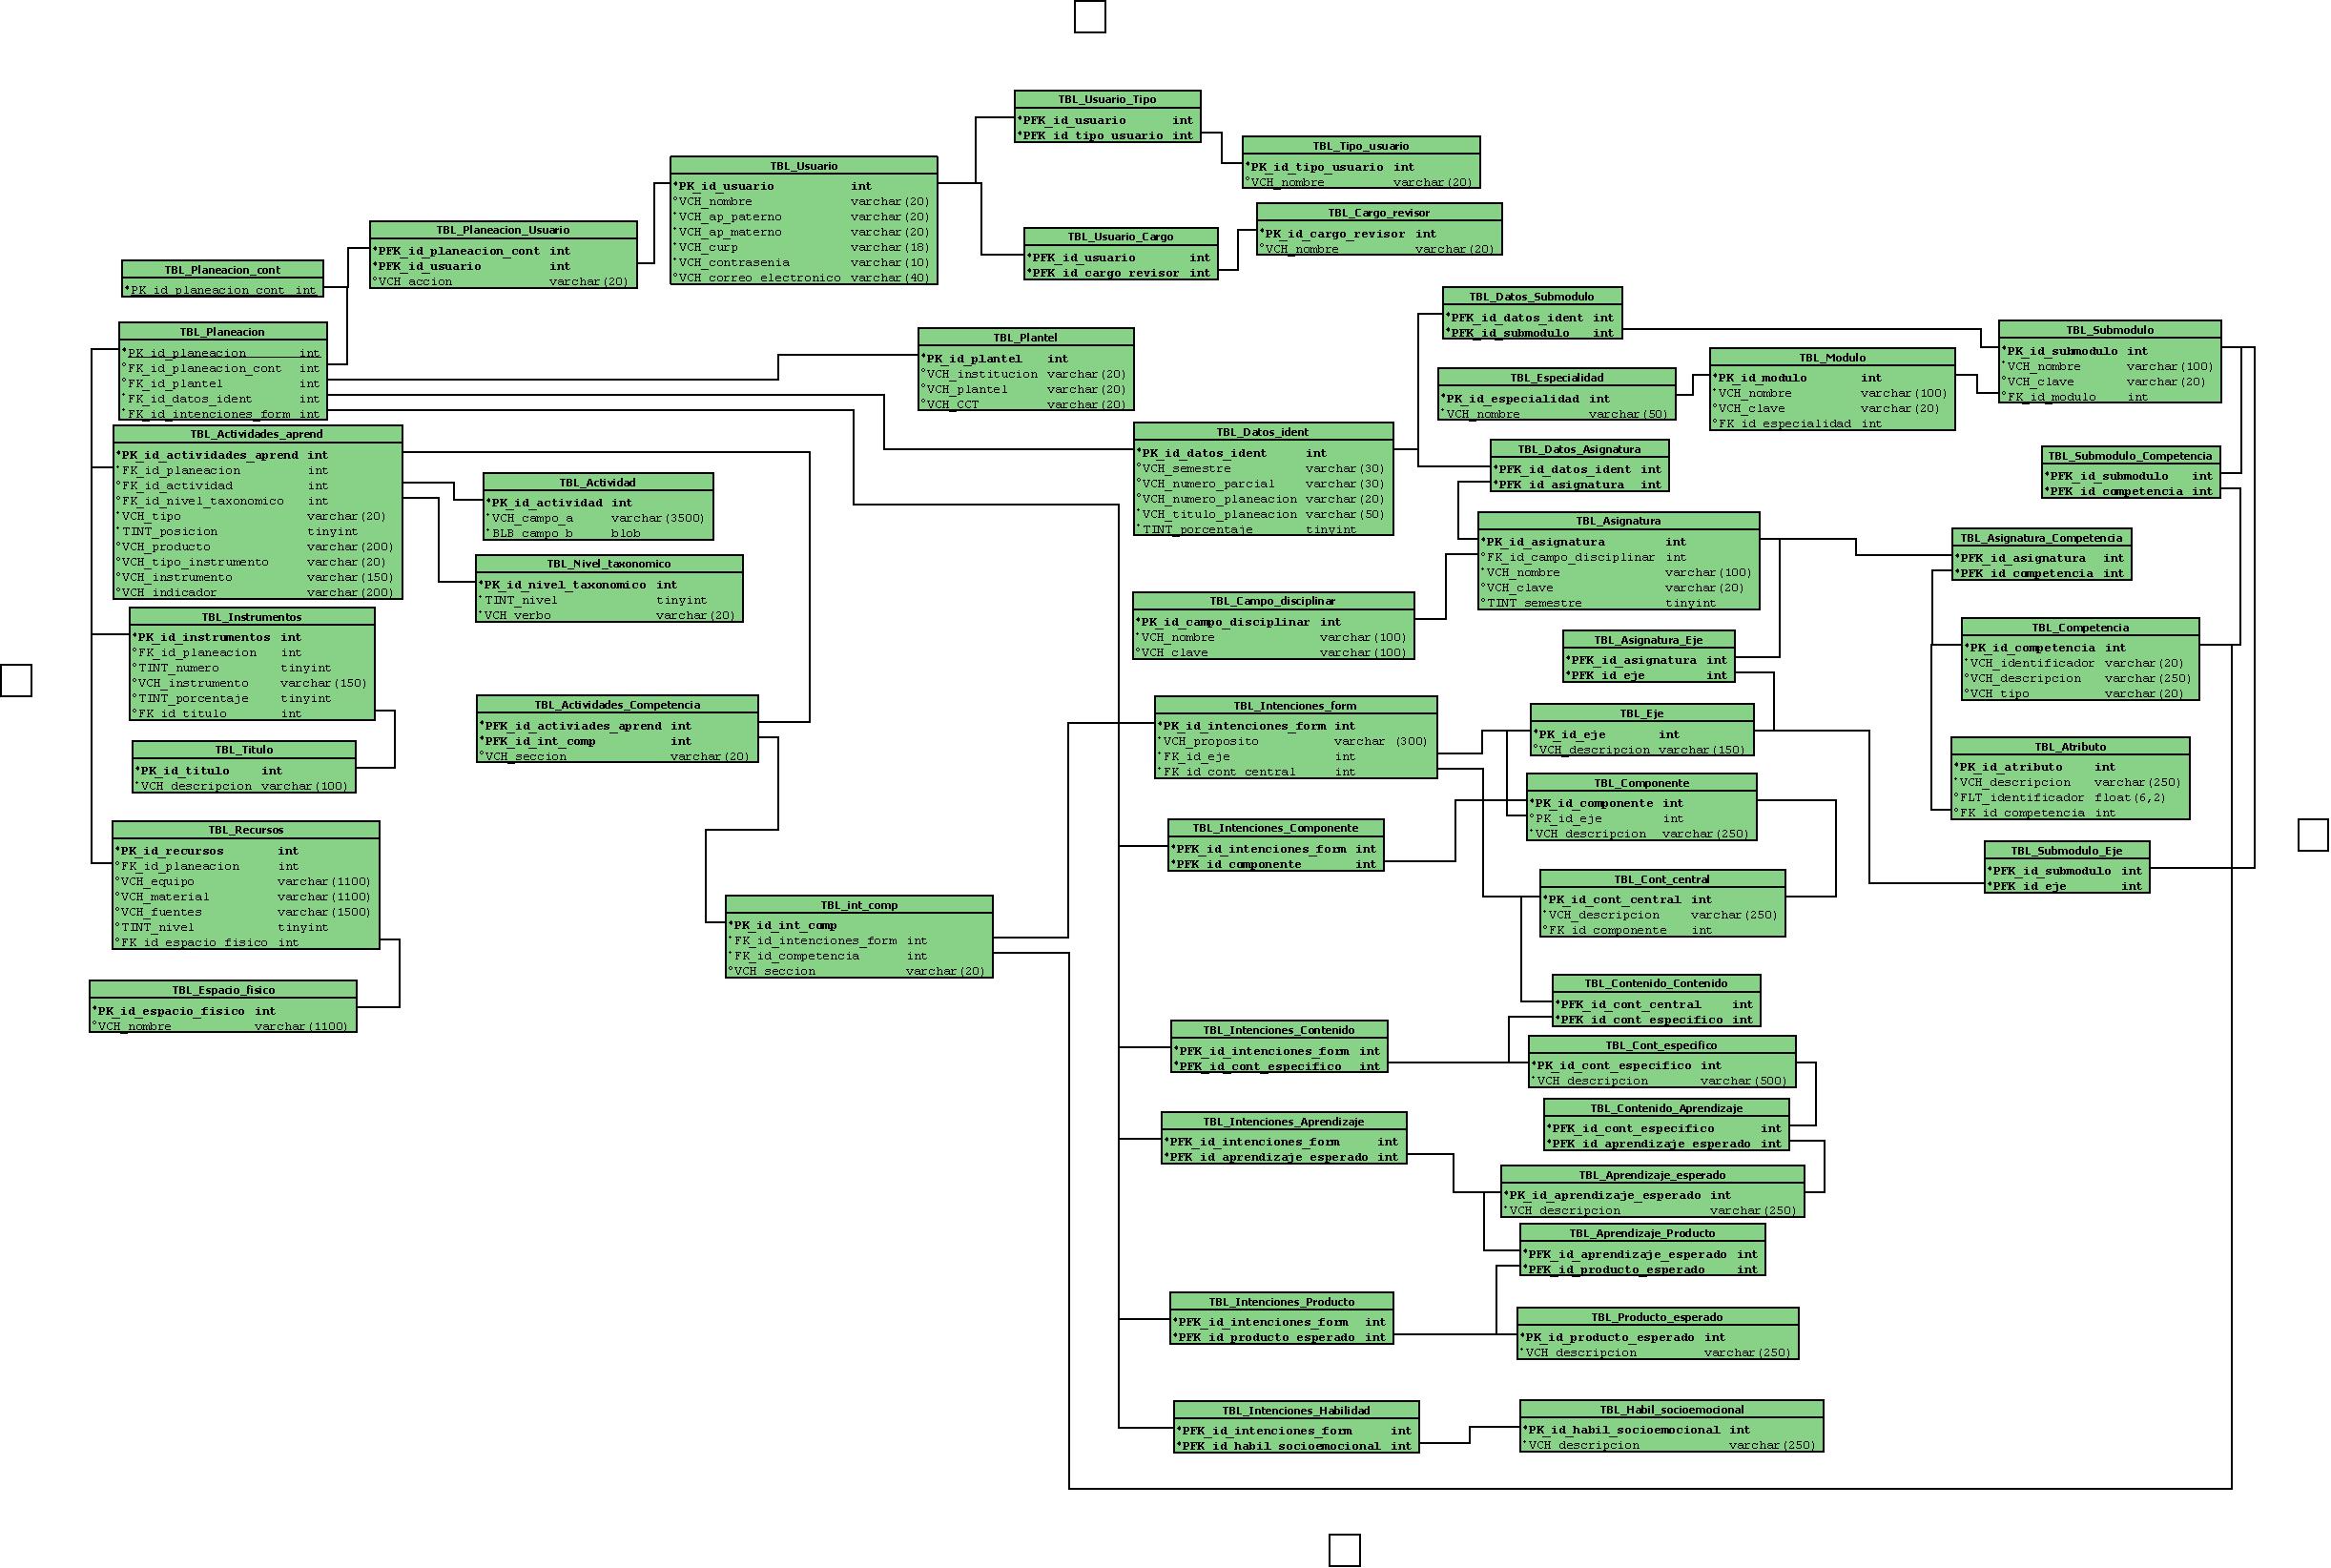 TBL_Usuario_Tipo
*PFK_id_usuario int
*PFK_id_tipo_usuario int
TBL_Tipo_usuario
*PK_id_tipo_usuario int
°VCH_nombre varchar(20)
TBL_Usuario
*PK_id_usuario int
°VCH_nombre varchar(20)
*VCH_ap_paterno varchar(20)
*VCH_ap_materno varchar(20)
*VCH_curp varchar(18)
*VCH_contrasenia varchar(10)
°VCH_correo_electronico varchar(40)
TBL_Cargo_revisor
*PK_id_cargo_revisor int
°VCH_nombre varchar(20)
TBL_Usuario_Cargo
*PFK_id_usuario int
*PFK_id_cargo_revisor int
TBL_Planeacion_Usuario
*PFK_id_planeacion_cont int
*PFK_id_usuario int
°VCH_accion varchar(20)
TBL_Planeacion_cont
*PK_id_planeacion_cont int
TBL_Planeacion
*PK_id_planeacion int
°FK_id_planeacion_cont int
°FK_id_plantel int
°FK_id_datos_ident int
°FK_id_intenciones_form int
TBL_Plantel
*PK_id_plantel int
°VCH_institucion varchar(20)
°VCH_plantel varchar(20)
°VCH_CCT varchar(20)
TBL_Datos_Submodulo
*PFK_id_datos_ident int
*PFK_id_submodulo int
TBL_Submodulo
*PK_id_submodulo int
*VCH_nombre varchar(100)
°VCH_clave varchar(20)
°FK_id_modulo int
TBL_Modulo
*PK_id_modulo int
*VCH_nombre varchar(100)
°VCH_clave varchar(20)
°FK_id_especialidad int
TBL_Especialidad
*PK_id_especialidad int
*VCH_nombre varchar(50)
TBL_Actividades_aprend
*PK_id_actividades_aprend int
*FK_id_planeacion int
°FK_id_actividad int
°FK_id_nivel_taxonomico int
*VCH_tipo varchar(20)
*TINT_posicion tinyint
°VCH_producto varchar(200)
°VCH_tipo_instrumento varchar(20)
°VCH_instrumento varchar(150)
°VCH_indicador varchar(200)
TBL_Datos_ident
*PK_id_datos_ident int
°VCH_semestre varchar(30)
*VCH_numero_parcial varchar(30)
*VCH_numero_planeacion varchar(20)
*VCH_titulo_planeacion varchar(50)
*TINT_porcentaje tinyint
TBL_Datos_Asignatura
*PFK_id_datos_ident int
*PFK_id_asignatura int
TBL_Submodulo_Competencia
*PFK_id_submodulo int
*PFK_id_competencia int
TBL_Actividad
*PK_id_actividad int
*VCH_campo_a varchar(3500)
*BLB_campo_b blob
TBL_Asignatura
*PK_id_asignatura int
°FK_id_campo_disciplinar int
*VCH_nombre varchar(100)
°VCH_clave varchar(20)
°TINT_semestre tinyint
TBL_Asignatura_Competencia
*PFK_id_asignatura int
*PFK_id_competencia int
TBL_Nivel_taxonomico
*PK_id_nivel_taxonomico int
*TINT_nivel tinyint
*VCH_verbo varchar(20)
TBL_Campo_disciplinar
*PK_id_campo_disciplinar int
*VCH_nombre varchar(100)
°VCH_clave varchar(100)
TBL_Instrumentos
*PK_id_instrumentos int
°FK_id_planeacion int
°TINT_numero tinyint
°VCH_instrumento varchar(150)
°TINT_porcentaje tinyint
°FK_id_titulo int
TBL_Asignatura_Eje
*PFK_id_asignatura int
*PFK_id_eje int
TBL_Competencia
*PK_id_competencia int
*VCH_identificador varchar(20)
*VCH_descripcion varchar(250)
°VCH_tipo varchar(20)
TBL_Actividades_Competencia
*PFK_id_activiades_aprend int
*PFK_id_int_comp int
°VCH_seccion varchar(20)
TBL_Intenciones_form
*PK_id_intenciones_form int
*VCH_proposito varchar (300)
°FK_id_eje int
*FK_id_cont_central int
TBL_Eje
*PK_id_eje int
°VCH_descripcion varchar(150)
TBL_Titulo
*PK_id_titulo int
*VCH_descripcion varchar(100)
TBL_Atributo
*PK_id_atributo int
*VCH_descripcion varchar(250)
°FLT_identificador float(6,2)
°FK_id_competencia int
TBL_Componente
*PK_id_componente int
°PK_id_eje int
°VCH_descripcion varchar(250)
TBL_Recursos
*PK_id_recursos int
°FK_id_planeacion int
°VCH_equipo varchar(1100)
°VCH_material varchar(1100)
°VCH_fuentes varchar(1500)
°TINT_nivel tinyint
°FK_id_espacio_fisico int
TBL_Intenciones_Componente
*PFK_id_intenciones_form int
*PFK_id_componente int
TBL_Submodulo_Eje
*PFK_id_submodulo int
*PFK_id_eje int
TBL_Cont_central
*PK_id_cont_central int
*VCH_descripcion varchar(250)
°FK_id_componente int
TBL_int_comp
*PK_id_int_comp
*FK_id_intenciones_form int
*FK_id_competencia int
°VCH_seccion varchar(20)
TBL_Espacio_fisico
*PK_id_espacio_fisico int
°VCH_nombre varchar(1100)
TBL_Contenido_Contenido
*PFK_id_cont_central int
*PFK_id_cont_especifico int
TBL_Intenciones_Contenido
*PFK_id_intenciones_form int
*PFK_id_cont_especifico int
TBL_Cont_especifico
*PK_id_cont_especifico int
*VCH_descripcion varchar(500)
TBL_Contenido_Aprendizaje
*PFK_id_cont_especifico int
*PFK_id_aprendizaje_esperado int
TBL_Intenciones_Aprendizaje
*PFK_id_intenciones_form int
*PFK_id_aprendizaje_esperado int
TBL_Aprendizaje_esperado
*PK_id_aprendizaje_esperado int
*VCH_descripcion varchar(250)
TBL_Aprendizaje_Producto
*PFK_id_aprendizaje_esperado int
*PFK_id_producto_esperado int
TBL_Intenciones_Producto
*PFK_id_intenciones_form int
*PFK_id_producto_esperado int
TBL_Producto_esperado
*PK_id_producto_esperado int
*VCH_descripcion varchar(250)
TBL_Intenciones_Habilidad
*PFK_id_intenciones_form int
*PFK_id_habil_socioemocional int
TBL_Habil_socioemocional
*PK_id_habil_socioemocional int
*VCH_descripcion varchar(250)